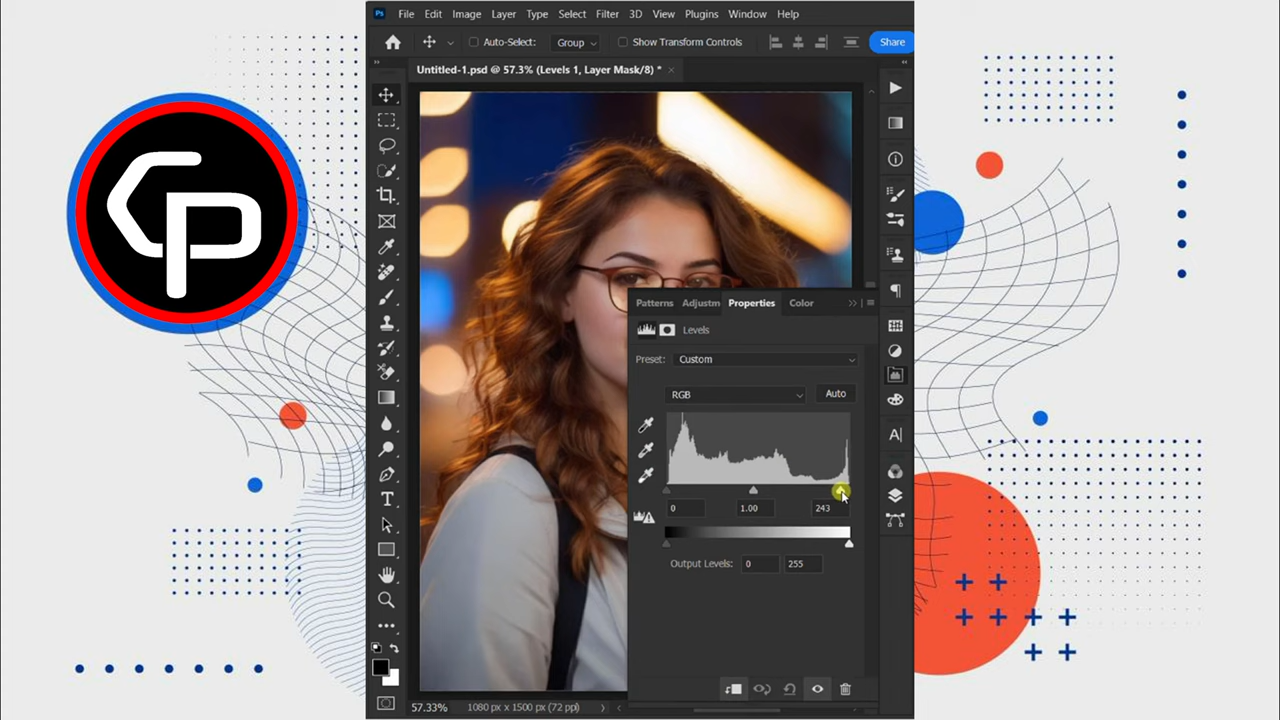 CP
Ps File Edit Image Layer Type Select Filter 3D View Plugins Window Help
Auto-Select: Group Show Transform Controls Share
Untitled-1.psd @ 57.3% (Levels 1, Layer Mask/8) * ×
Patterns Adjustm Properties Color
Levels
Preset: Custom
RGB Auto
0 1.00 243
Output Levels: 0 255
57.33% 1080 px x 1500 px (72 ppi)